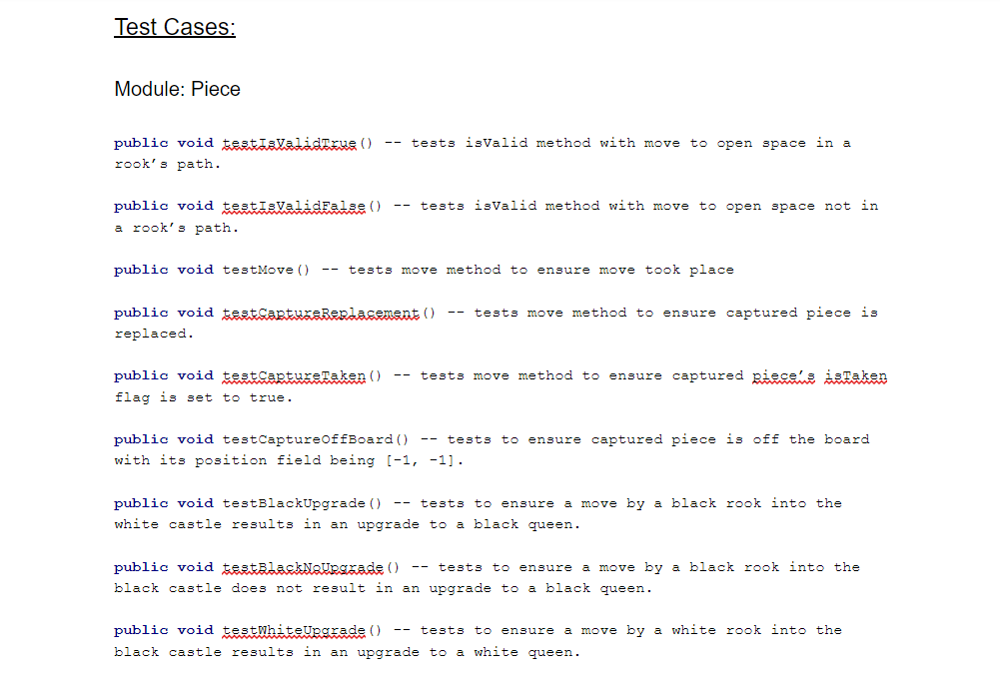 Test Cases:
Module: Piece
public void testIsValidTrue() -- tests isValid method with move to open space in a
rook’s path.
public void testIsValidFalse() -- tests isValid method with move to open space not in
a rook’s path.
public void testMove() -- tests move method to ensure move took place
public void testCaptureReplacement() -- tests move method to ensure captured piece is
replaced.
public void testCaptureTaken() -- tests move method to ensure captured piece’s isTaken
flag is set to true.
public void testCaptureOffBoard() -- tests to ensure captured piece is off the board
with its position field being [-1, -1].
public void testBlackUpgrade() -- tests to ensure a move by a black rook into the
white castle results in an upgrade to a black queen.
public void testBlackNoUpgrade() -- tests to ensure a move by a black rook into the
black castle does not result in an upgrade to a black queen.
public void testWhiteUpgrade() -- tests to ensure a move by a white rook into the
black castle results in an upgrade to a white queen.